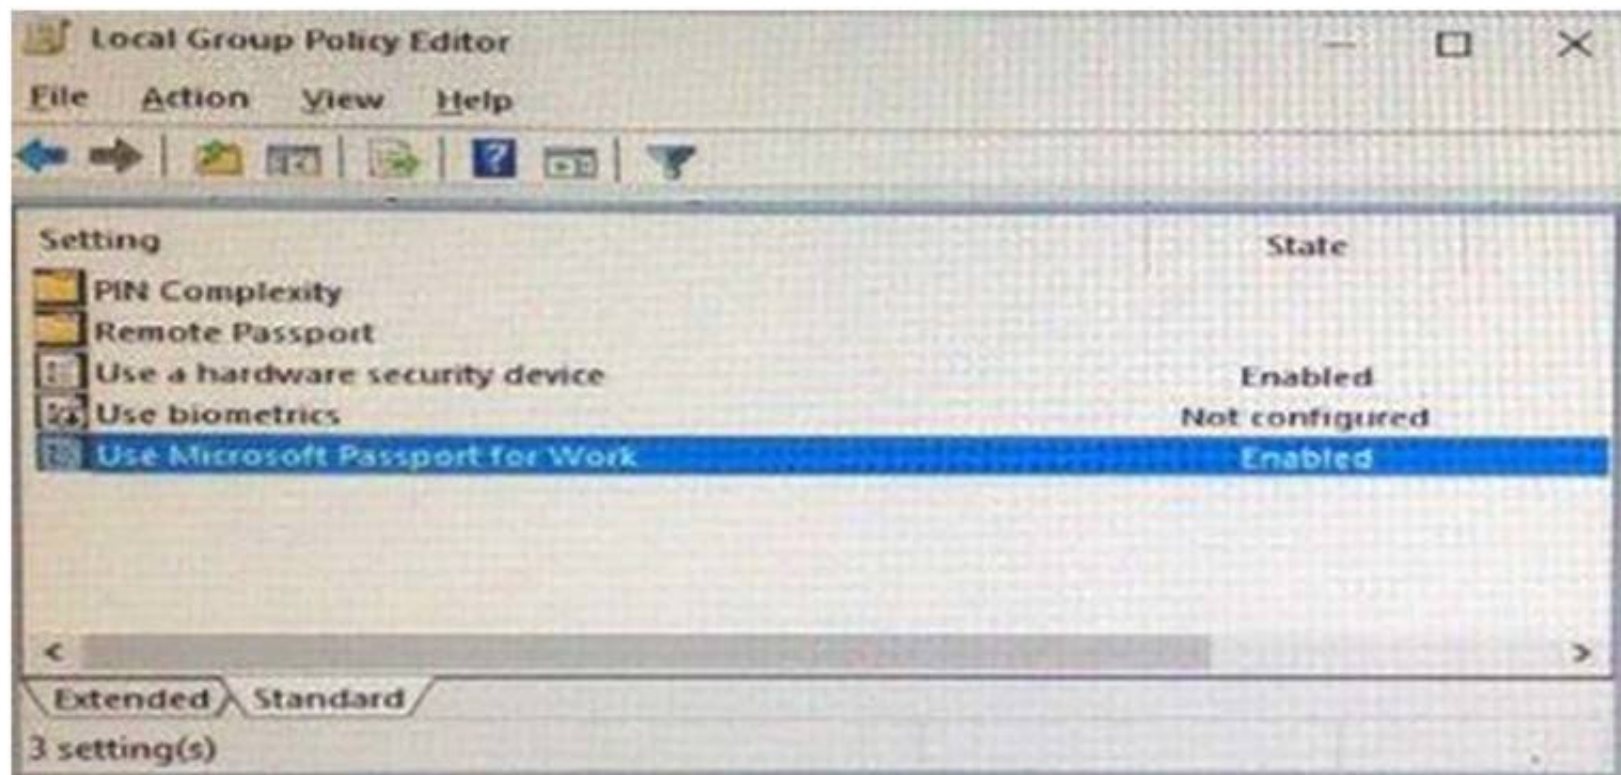 Local Group Policy Editor
File Action View Help
Setting State
PIN Complexity
Remote Passport
Use a hardware security device Enabled
Use biometrics Not configured
Use Microsoft Passport for Work Enabled
Extended Standard
3 setting(s)